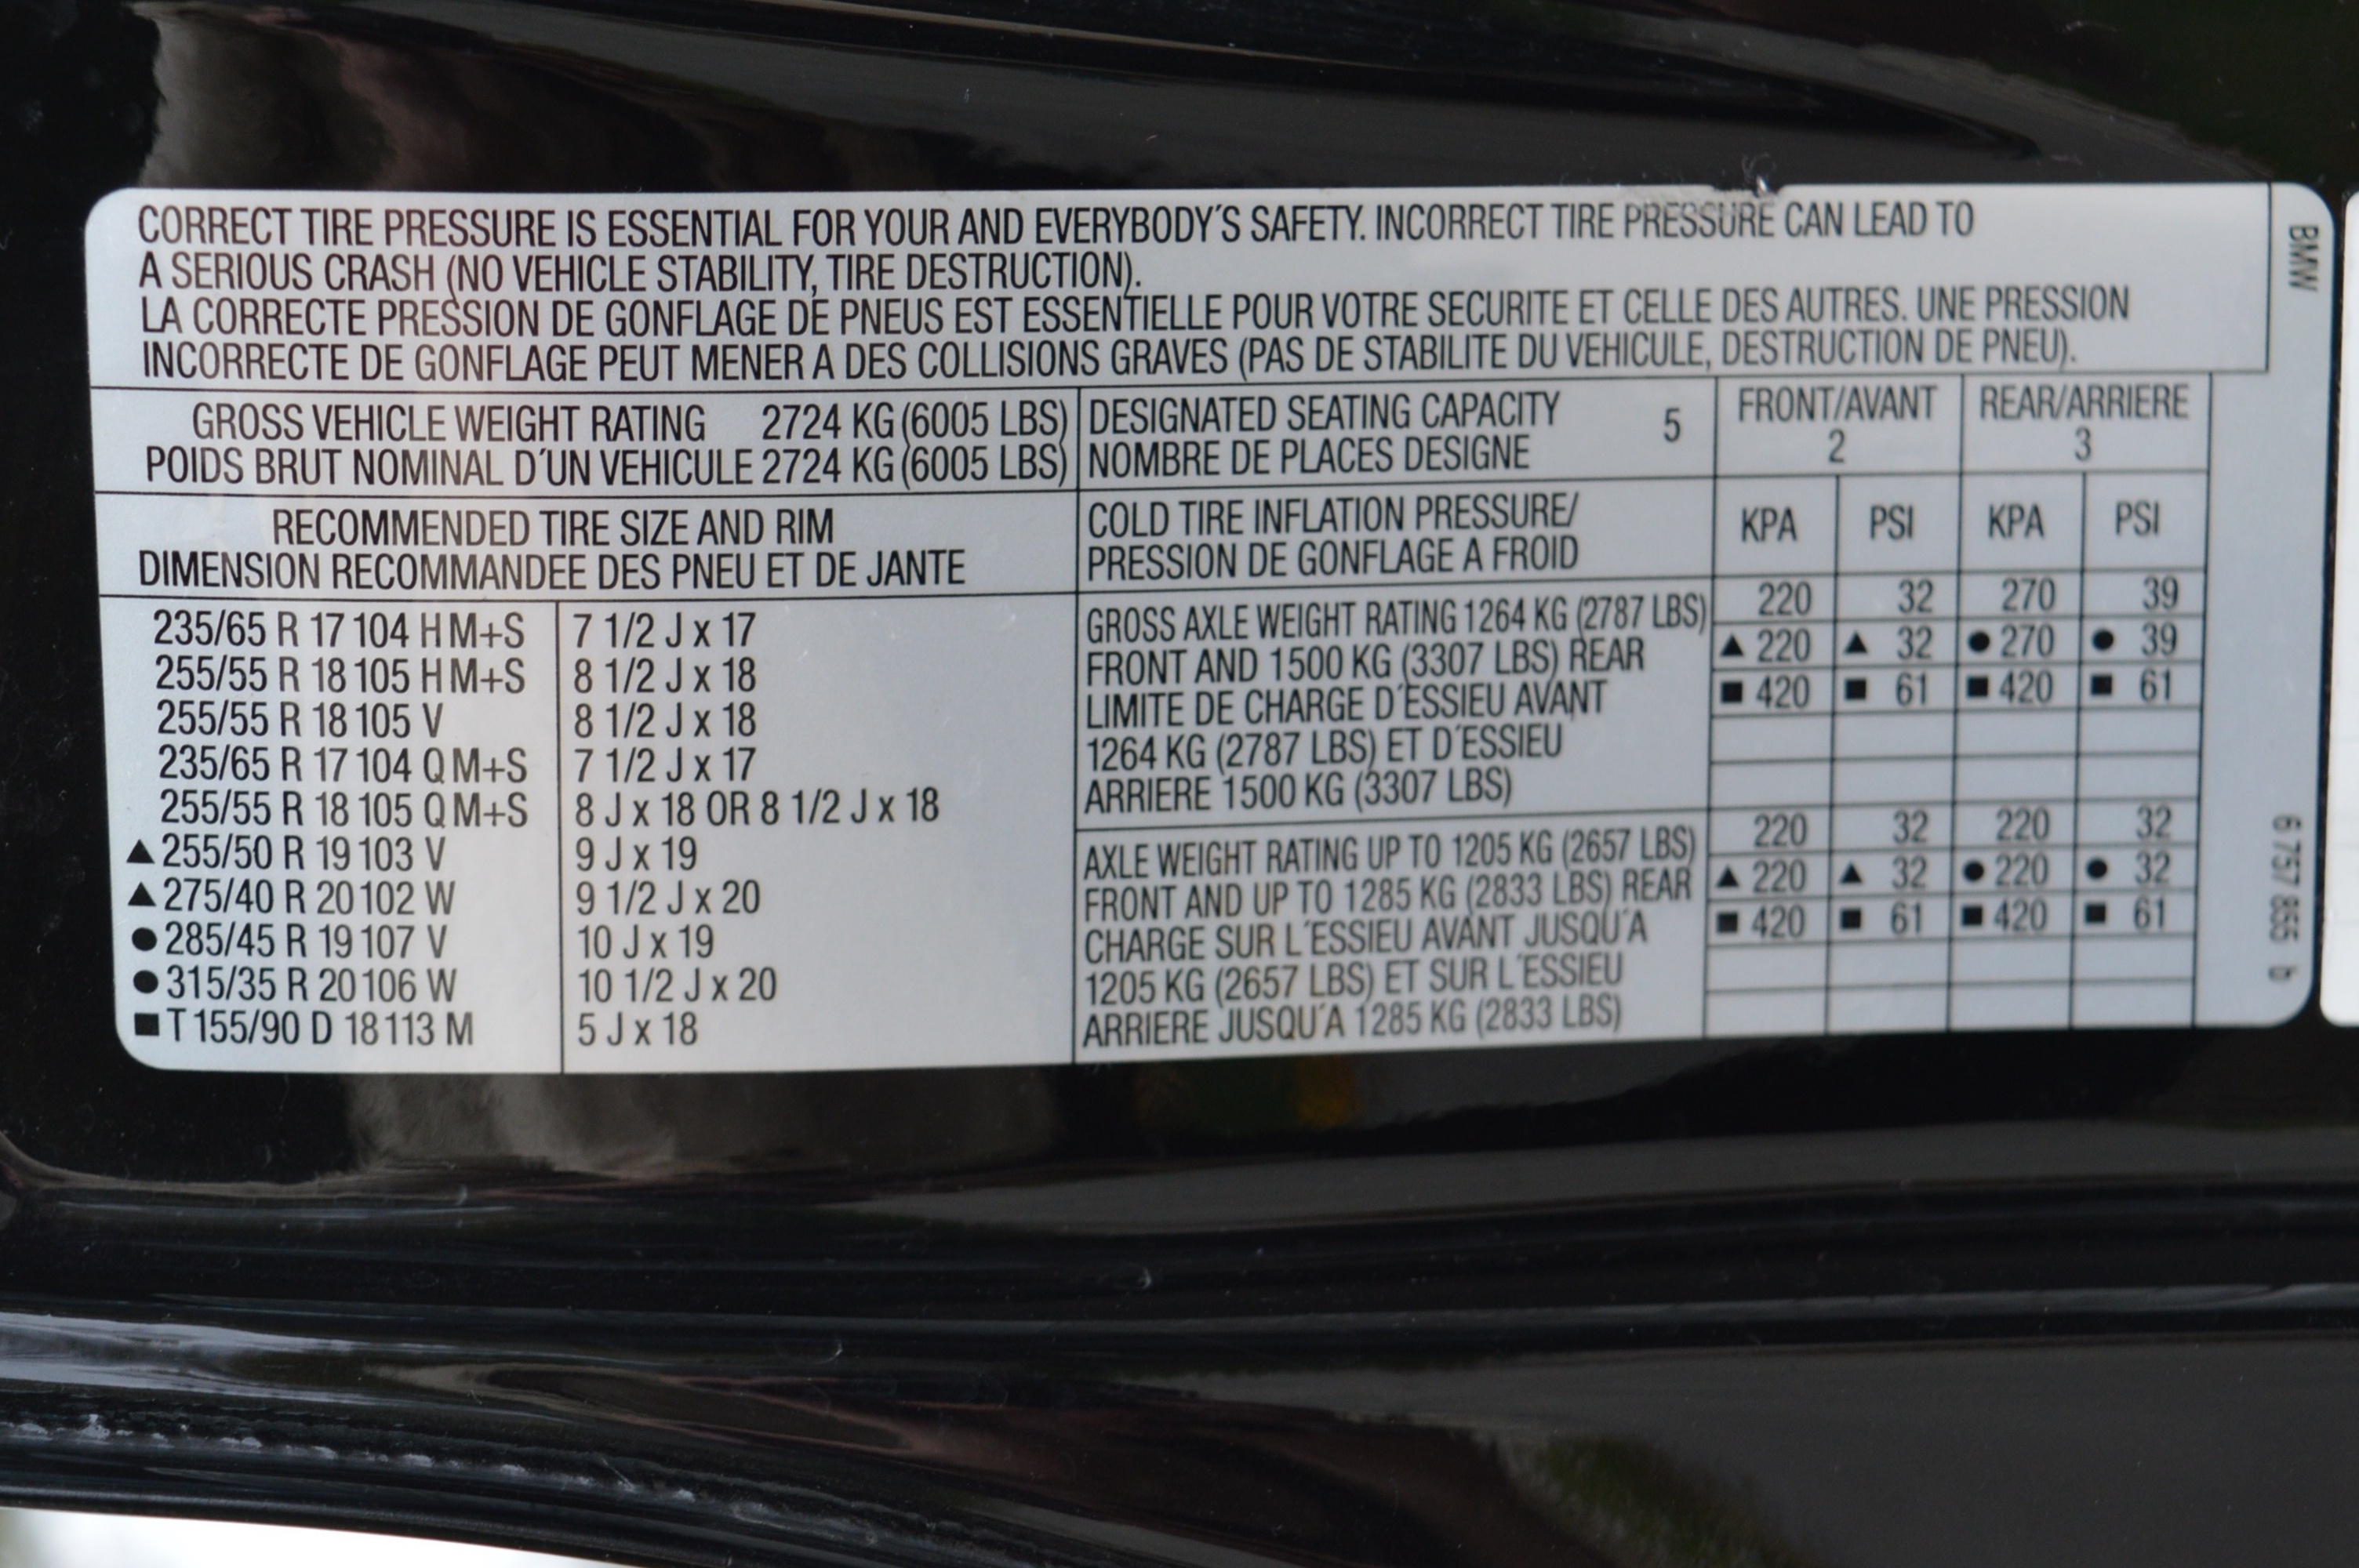 CORRECT TIRE PRESSURE IS ESSENTIAL FOR YOUR AND EVERYBODY´S SAFETY. INCORRECT TIRE PRESSURE CAN LEAD TO
A SERIOUS CRASH (NO VEHICLE STABILITY, TIRE DESTRUCTION).
LA CORRECTE PRESSION DE GONFLAGE DE PNEUS EST ESSENTIELLE POUR VOTRE SECURITE ET CELLE DES AUTRES. UNE PRESSION
INCORRECTE DE GONFLAGE PEUT MENER A DES COLLISIONS GRAVES (PAS DE STABILITE DU VEHICULE, DESTRUCTION DE PNEU).
BMW
GROSS VEHICLE WEIGHT RATING 2724 KG (6005 LBS)
POIDS BRUT NOMINAL D´UN VEHICULE 2724 KG (6005 LBS)
DESIGNATED SEATING CAPACITY 5
NOMBRE DE PLACES DESIGNE
FRONT/AVANT REAR/ARRIERE
2 3
RECOMMENDED TIRE SIZE AND RIM
DIMENSION RECOMMANDEE DES PNEU ET DE JANTE
COLD TIRE INFLATION PRESSURE/
PRESSION DE GONFLAGE A FROID
KPA PSI KPA PSI
235/65 R 17 104 H M+S 7 1/2 J x 17
255/55 R 18 105 H M+S 8 1/2 J x 18
255/55 R 18 105 V 8 1/2 J x 18
235/65 R 17 104 Q M+S 7 1/2 J x 17
255/55 R 18 105 Q M+S 8 J x 18 OR 8 1/2 J x 18
▲ 255/50 R 19 103 V 9 J x 19
▲ 275/40 R 20 102 W 9 1/2 J x 20
● 285/45 R 19 107 V 10 J x 19
● 315/35 R 20 106 W 10 1/2 J x 20
■ T 155/90 D 18 113 M 5 J x 18
GROSS AXLE WEIGHT RATING 1264 KG (2787 LBS)
FRONT AND 1500 KG (3307 LBS) REAR
LIMITE DE CHARGE D´ESSIEU AVANT
1264 KG (2787 LBS) ET D´ESSIEU
ARRIERE 1500 KG (3307 LBS)
220 32 270 39
▲ 220 ▲ 32 ● 270 ● 39
■ 420 ■ 61 ■ 420 ■ 61
AXLE WEIGHT RATING UP TO 1205 KG (2657 LBS)
FRONT AND UP TO 1285 KG (2833 LBS) REAR
CHARGE SUR L´ESSIEU AVANT JUSQU´A
1205 KG (2657 LBS) ET SUR L´ESSIEU
ARRIERE JUSQU´A 1285 KG (2833 LBS)
220 32 220 32
▲ 220 ▲ 32 ● 220 ● 32
■ 420 ■ 61 ■ 420 ■ 61
6 757 855 b